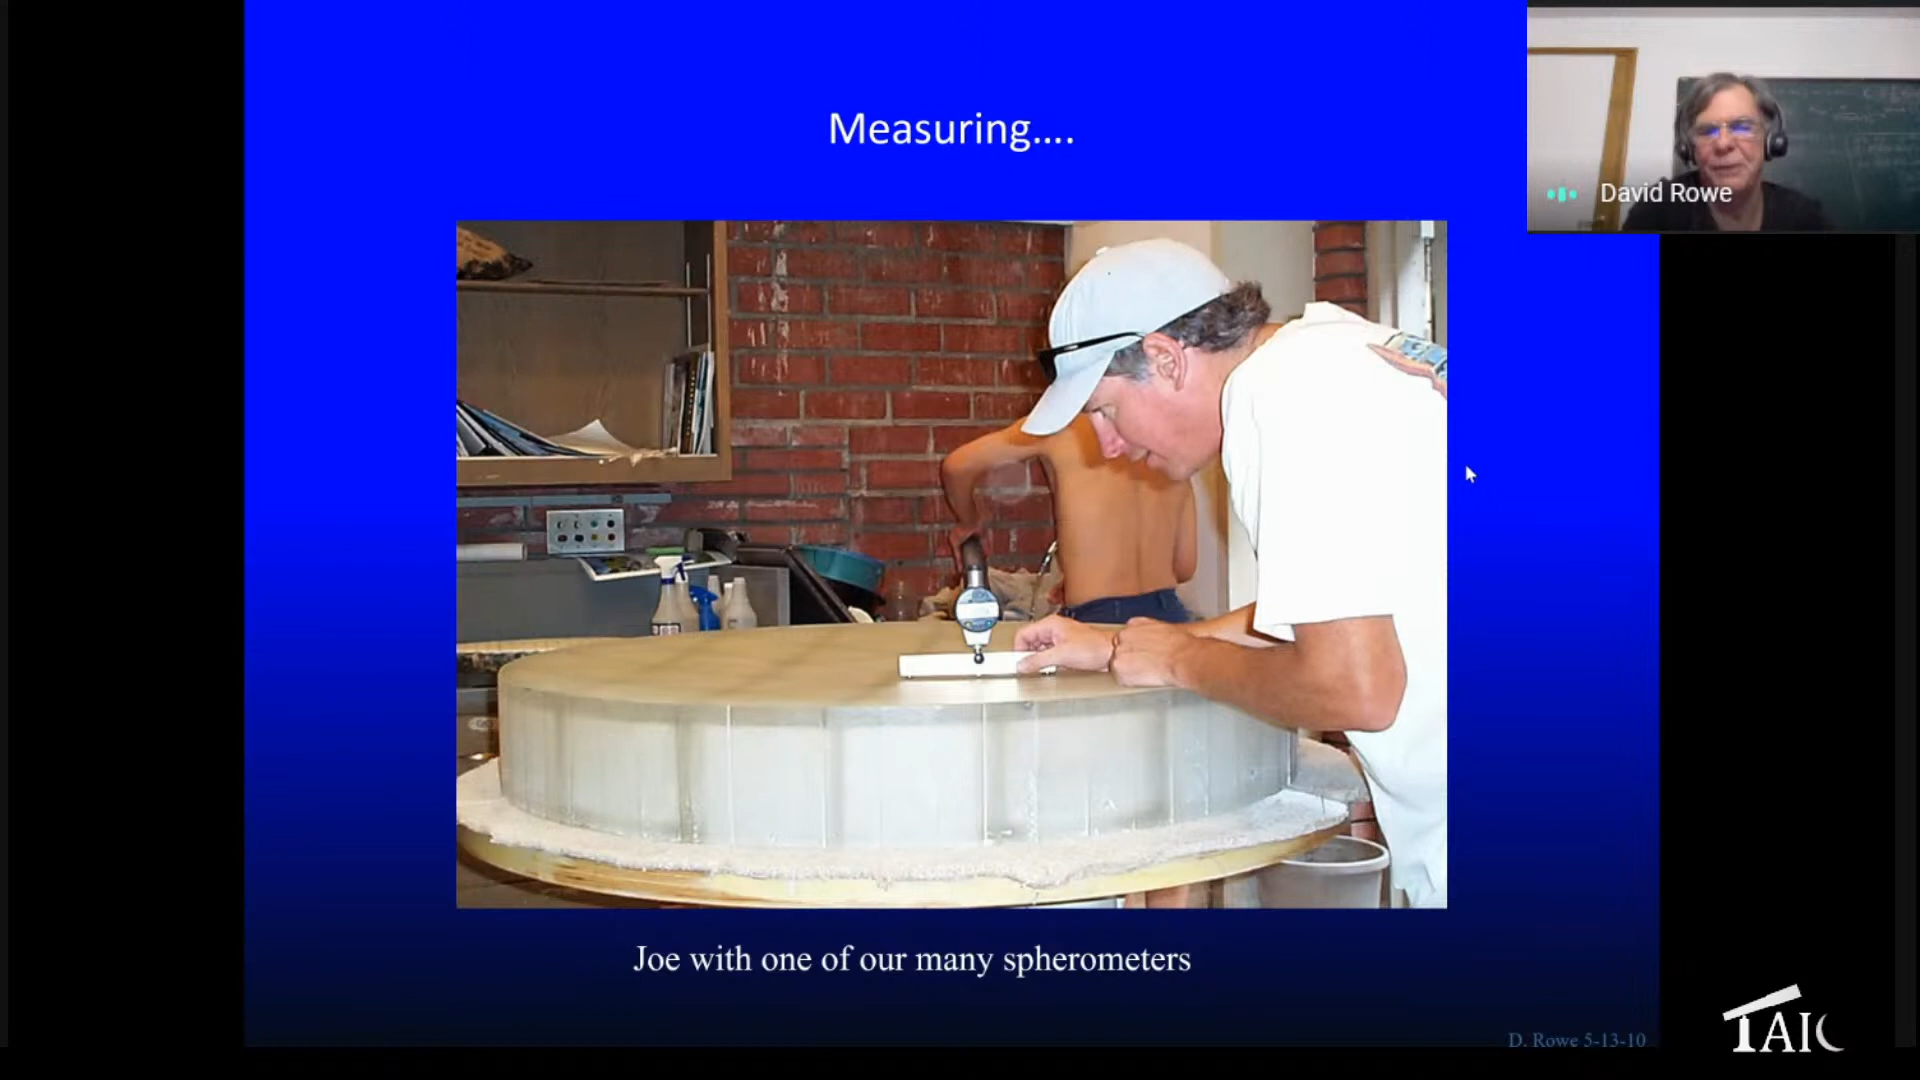 Measuring....
David Rowe
Joe with one of our many spherometers
D. Rowe 5-13-10
TAIC